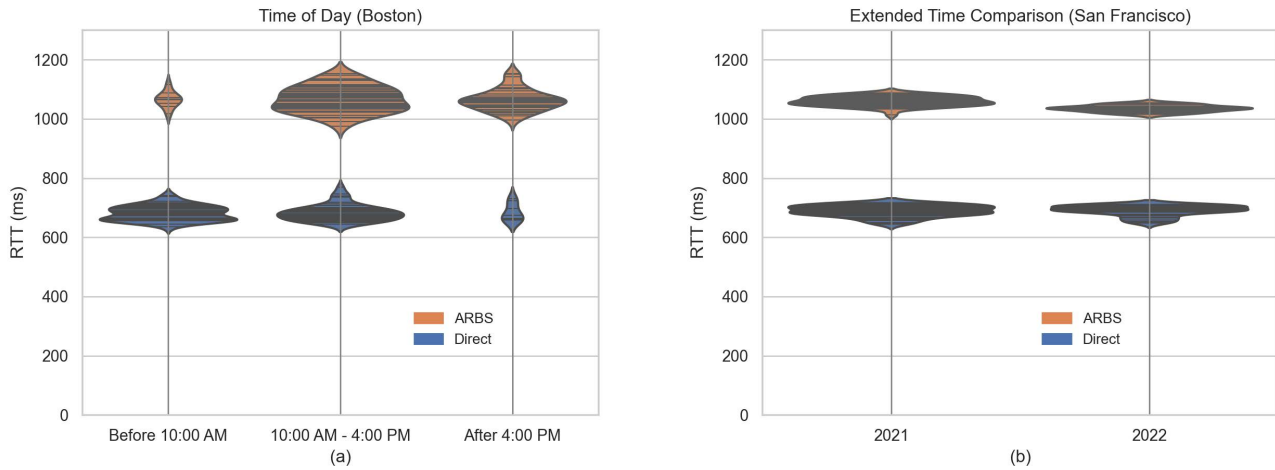 Time of Day (Boston)
1200
1000
800
600
400
200
0
RTT (ms)
ARBS
Direct
Before 10:00 AM
10:00 AM - 4:00 PM
After 4:00 PM
(a)
Extended Time Comparison (San Francisco)
1200
1000
800
600
400
200
0
RTT (ms)
ARBS
Direct
2021
2022
(b)